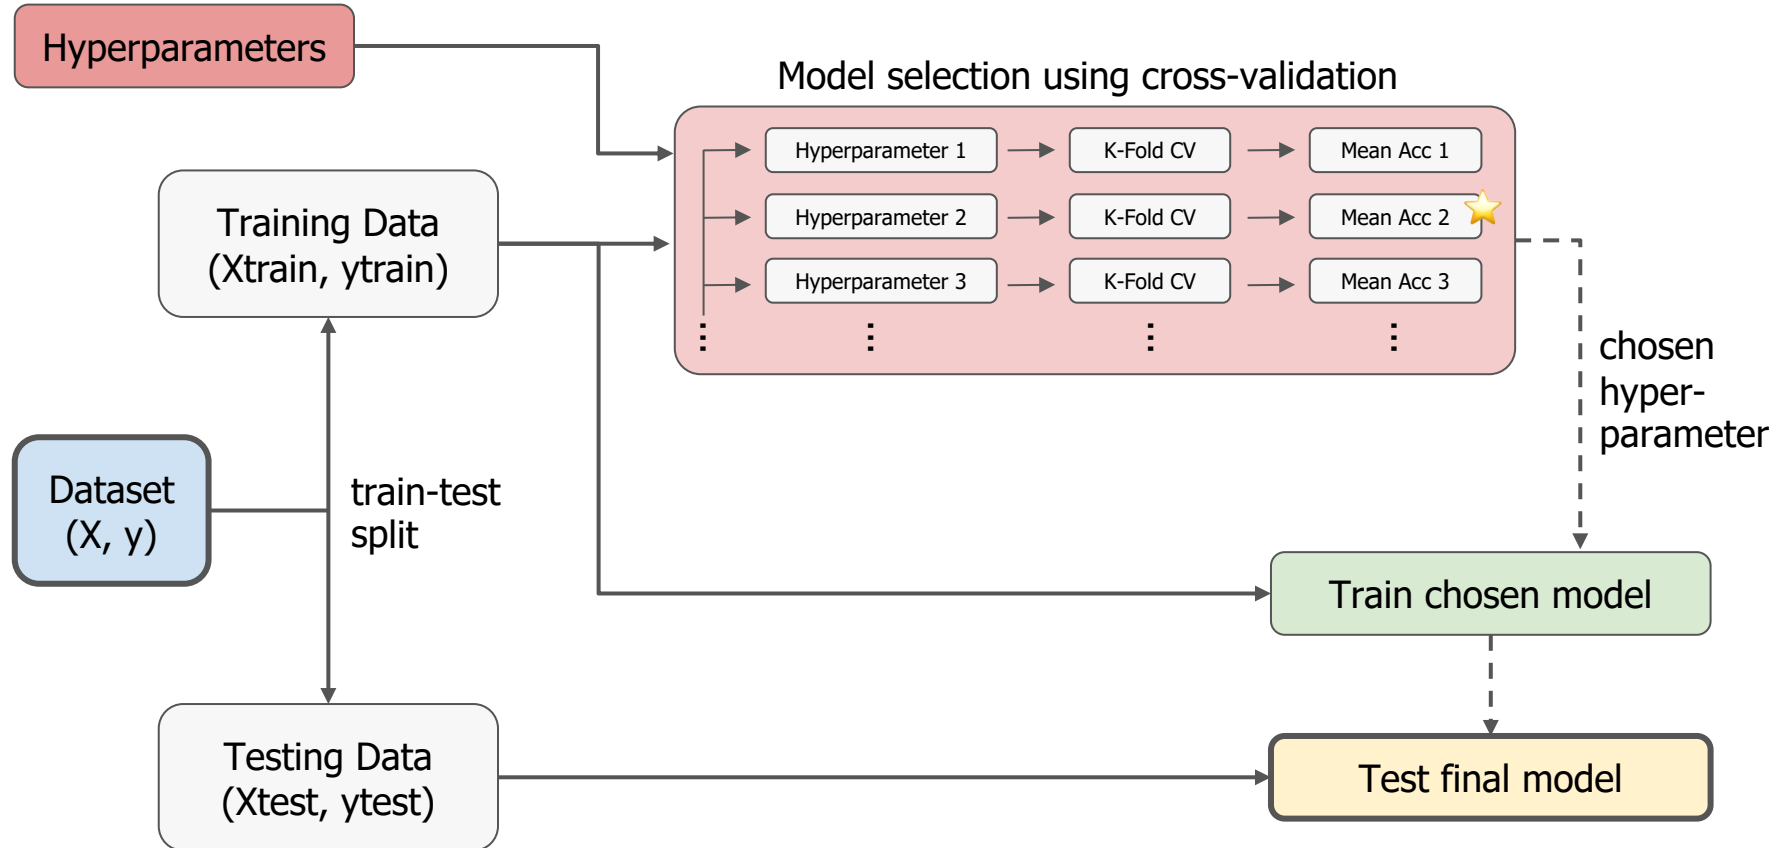 Hyperparameters
Model selection using cross-validation
Hyperparameter 1
K-Fold CV
Mean Acc 1
Hyperparameter 2
K-Fold CV
Mean Acc 2
Hyperparameter 3
K-Fold CV
Mean Acc 3
Training Data
(Xtrain, ytrain)
chosen
hyper-
parameter
Dataset
(X, y)
train-test
split
Train chosen model
Testing Data
(Xtest, ytest)
Test final model